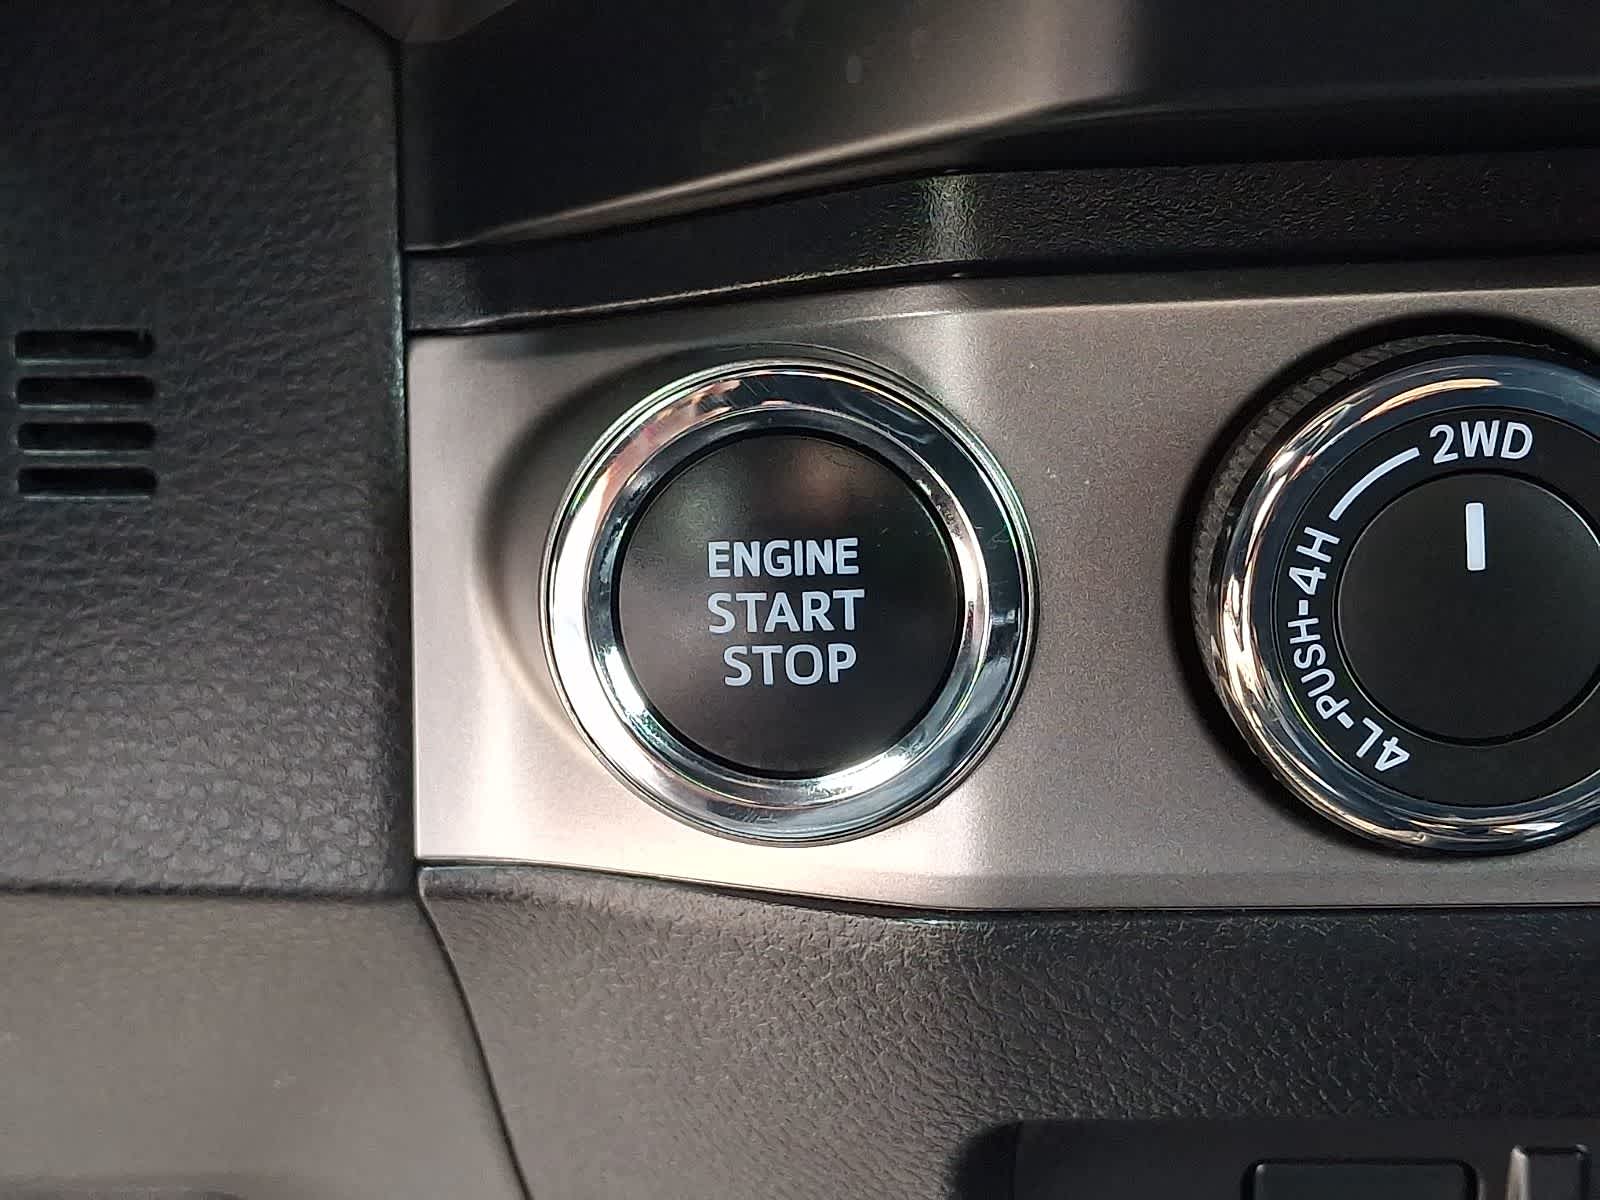 ENGINE
START
STOP
2WD
4L-PUSH-4H